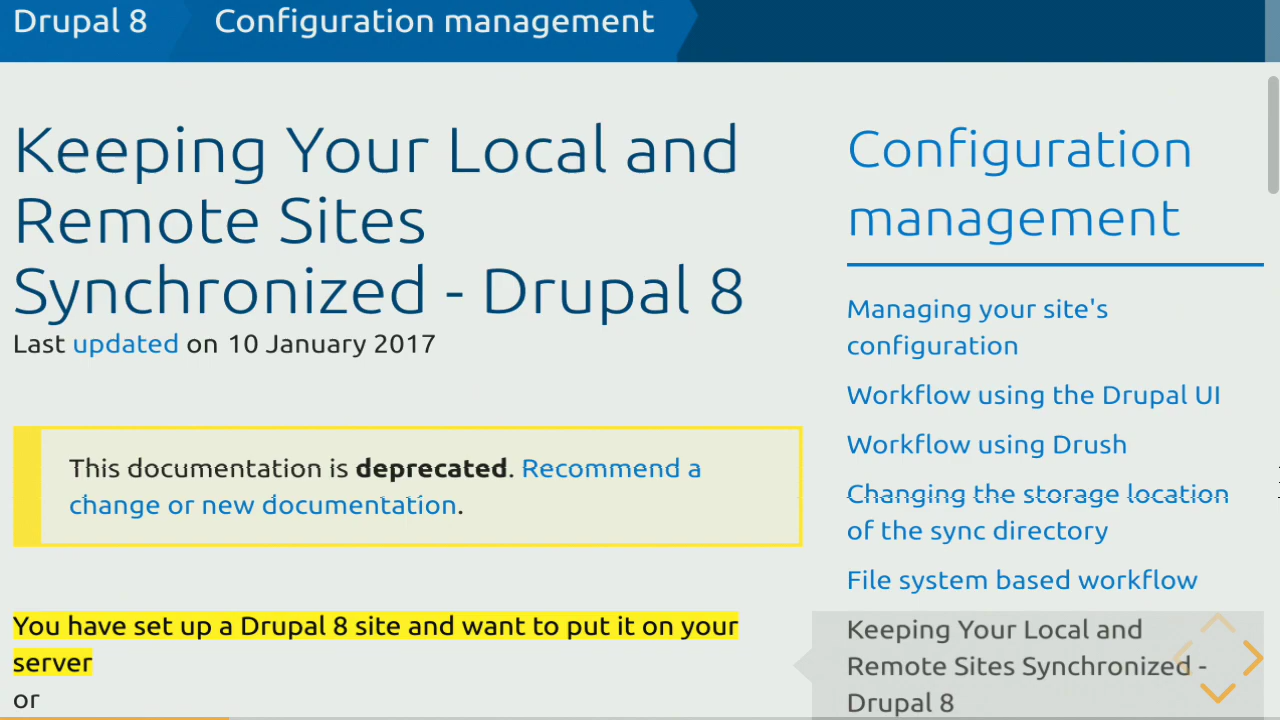 Drupal 8 Configuration management
Keeping Your Local and
Remote Sites
Synchronized - Drupal 8
Last updated on 10 January 2017
This documentation is deprecated. Recommend a
change or new documentation.
You have set up a Drupal 8 site and want to put it on your
server
or
Configuration
management
Managing your site's
configuration
Workflow using the Drupal UI
Workflow using Drush
Changing the storage location
of the sync directory
File system based workflow
Keeping Your Local and
Remote Sites Synchronized -
Drupal 8